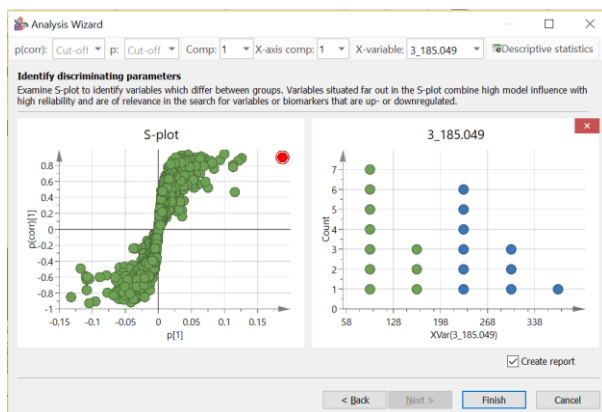 Analysis Wizard
p(corr): Cut-off p: Cut-off Comp: 1 X-axis comp: 1 X-variable: 3_185.049 Descriptive statistics
Identify discriminating parameters
Examine S-plot to identify variables which differ between groups. Variables situated far out in the S-plot combine high model influence with
high reliability and are of relevance in the search for variables or biomarkers that are up- or downregulated.
S-plot
p(corr)[1]
0.8
0.6
0.4
0.2
0
-0.2
-0.4
-0.6
-0.8
-1
-0.15 -0.1 -0.05 0 0.05 0.1 0.15
p[1]
3_185.049
Count
7
6
5
4
3
2
1
0
58 128 198 268 338
XVar(3_185.049)
Create report
< Back Next > Finish Cancel